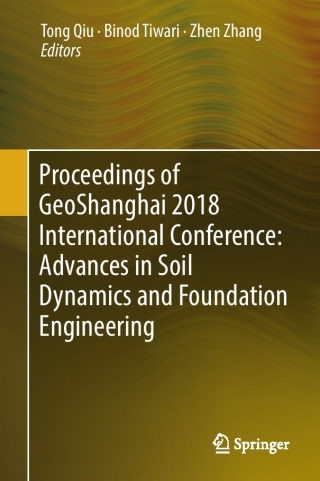 Tong Qiu · Binod Tiwari · Zhen Zhang
Editors
Proceedings of
GeoShanghai 2018
International Conference:
Advances in Soil
Dynamics and Foundation
Engineering
Springer